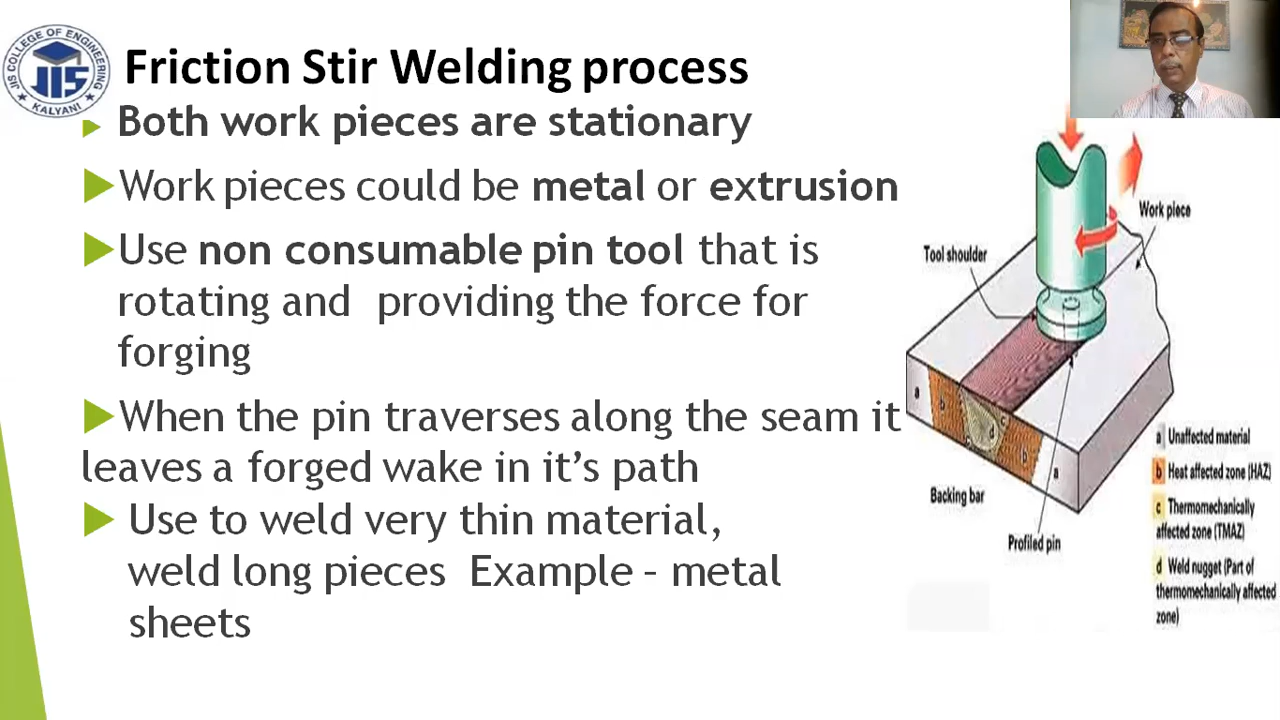 JIS COLLEGE OF ENGINEERING
JIS
KALYANI
Friction Stir Welding process
Both work pieces are stationary
Work pieces could be metal or extrusion
Use non consumable pin tool that is
rotating and providing the force for
forging
When the pin traverses along the seam it
leaves a forged wake in it's path
Use to weld very thin material,
weld long pieces Example – metal
sheets
Work piece
Tool shoulder
a
b
c
d
c
b
a
Backing bar
Profiled pin
a Unaffected material
b Heat affected zone (HAZ)
c Thermomechanically
affected zone (TMAZ)
d Weld nugget (Part of
thermomechanically affected
zone)